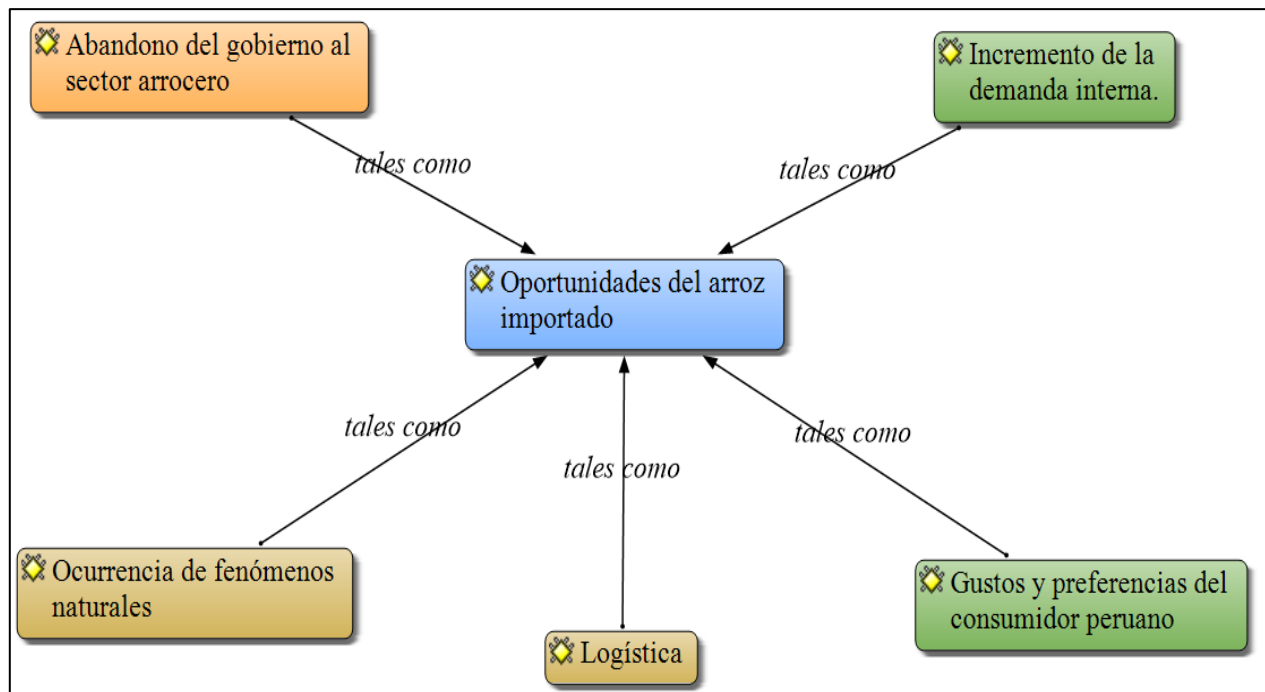 Abandono del gobierno al
sector arrocero
Incremento de la
demanda interna.
tales como
tales como
Oportunidades del arroz
importado
tales como
tales como
tales como
Ocurrencia de fenómenos
naturales
Logística
Gustos y preferencias del
consumidor peruano